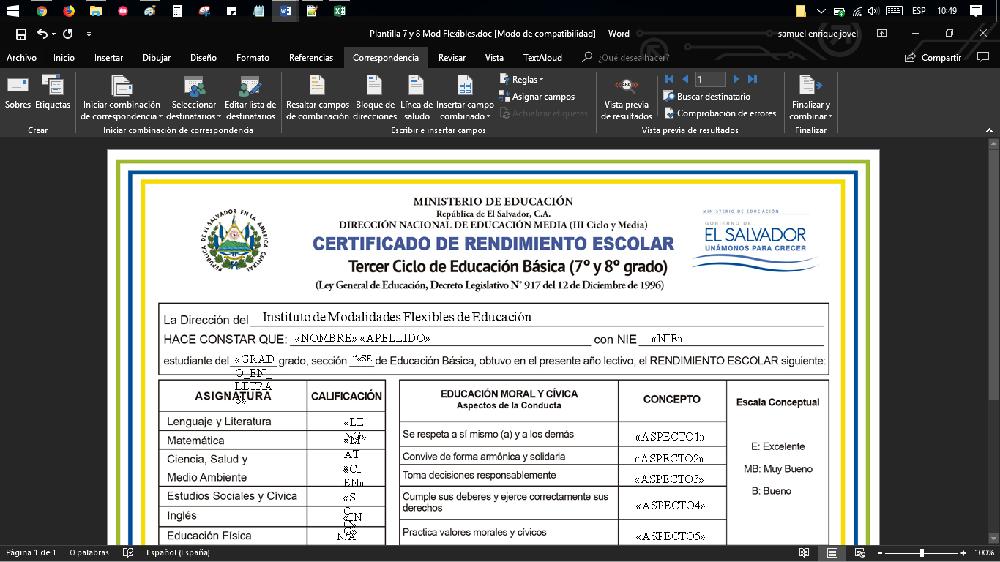 ESP 10:49
Plantilla 7 y 8 Mod Flexibles.doc [Modo de compatibilidad] - Word
samuel enrique jovel
Archivo Inicio Insertar Dibujar Diseño Formato Referencias Correspondencia Revisar Vista TextAloud ¿Qué desea hacer? Compartir
Sobres Etiquetas
Crear
Iniciar combinación de correspondencia
Seleccionar destinatarios
Editar lista de destinatarios
Iniciar combinación de correspondencia
Resaltar campos de combinación
Bloque de direcciones
Línea de saludo
Insertar campo combinado
Reglas
Asignar campos
Actualizar etiquetas
Escribir e insertar campos
Vista previa de resultados
1
Buscar destinatario
Comprobación de errores
Vista previa de resultados
Finalizar y combinar
Finalizar
REPÚBLICA DE EL SALVADOR EN LA AMERICA CENTRAL
MINISTERIO DE EDUCACIÓN
República de El Salvador, C.A.
DIRECCIÓN NACIONAL DE EDUCACIÓN MEDIA (III Ciclo y Media)
CERTIFICADO DE RENDIMIENTO ESCOLAR
Tercer Ciclo de Educación Básica (7º y 8º grado)
(Ley General de Educación, Decreto Legislativo N° 917 del 12 de Diciembre de 1996)
MINISTERIO DE EDUCACIÓN
GOBIERNO DE
EL SALVADOR
UNÁMONOS PARA CRECER
La Dirección del Instituto de Modalidades Flexibles de Educación
HACE CONSTAR QUE: «NOMBRE» «APELLIDO» con NIE «NIE»
estudiante del «GRAD grado, sección “«SE de Educación Básica, obtuvo en el presente año lectivo, el RENDIMIENTO ESCOLAR siguiente:
O_EN_
LETRA
S»
ASIGNATURA CALIFICACIÓN
Lenguaje y Literatura «LE
NG»
Matemática «M
AT
Ciencia, Salud y «CI
Medio Ambiente EN»
Estudios Sociales y Cívica «S
O
Inglés «IN
G»
Educación Física N/A
EDUCACIÓN MORAL Y CÍVICA
Aspectos de la Conducta
CONCEPTO
Se respeta a sí mismo (a) y a los demás «ASPECTO1»
Convive de forma armónica y solidaria «ASPECTO2»
Toma decisiones responsablemente «ASPECTO3»
Cumple sus deberes y ejerce correctamente sus
derechos «ASPECTO4»
Practica valores morales y cívicos «ASPECTO5»
Escala Conceptual
E: Excelente
MB: Muy Bueno
B: Bueno
Página 1 de 1 0 palabras Español (España) 100%